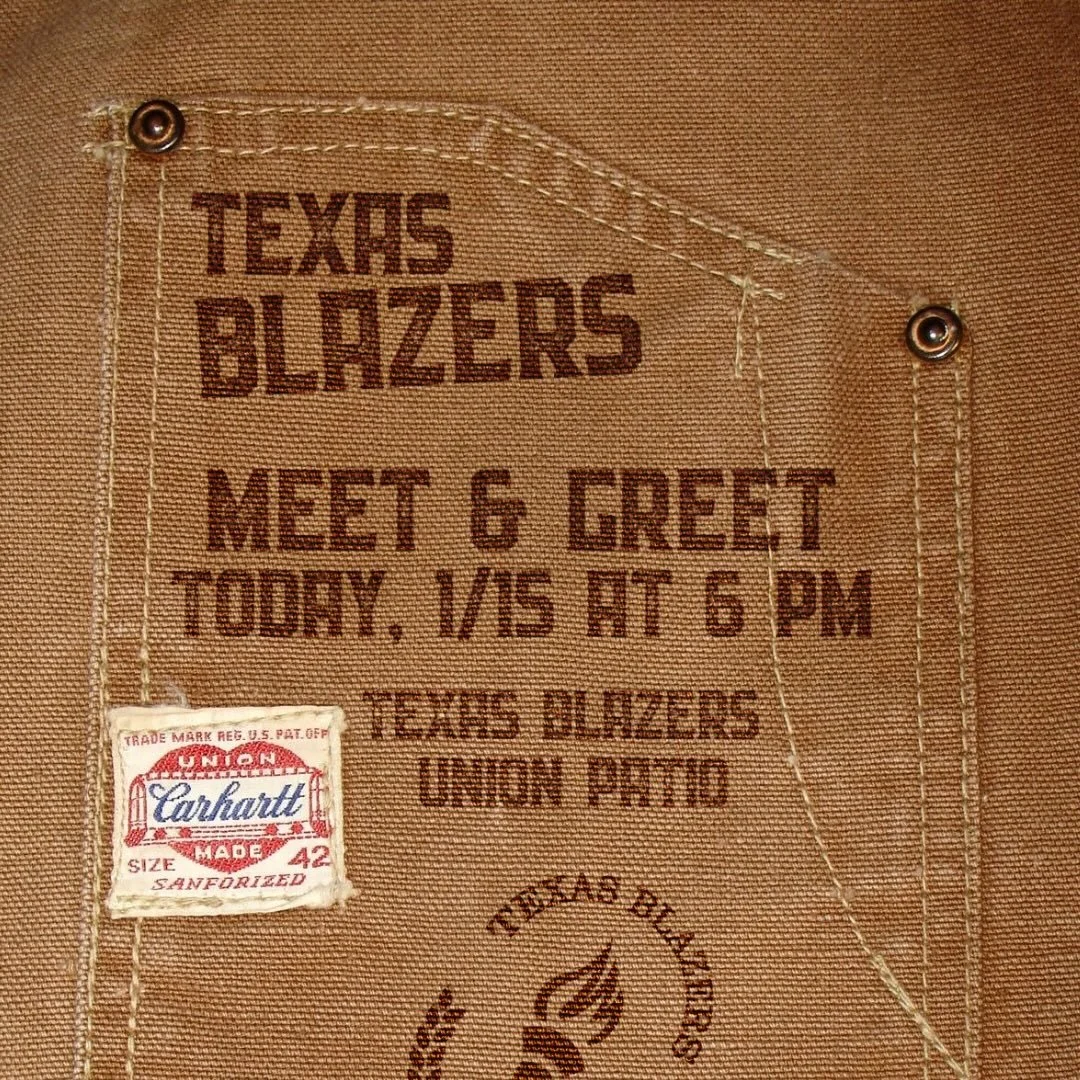 TEXAS
BLAZERS
MEET & GREET
TODAY, 1/15 AT 6 PM
TEXAS BLAZERS
UNION PATIO
TRADE MARK REG. U.S. PAT. OFF
UNION
Carhartt
MADE
SIZE 42
SANFORIZED
TEXAS BLAZERS